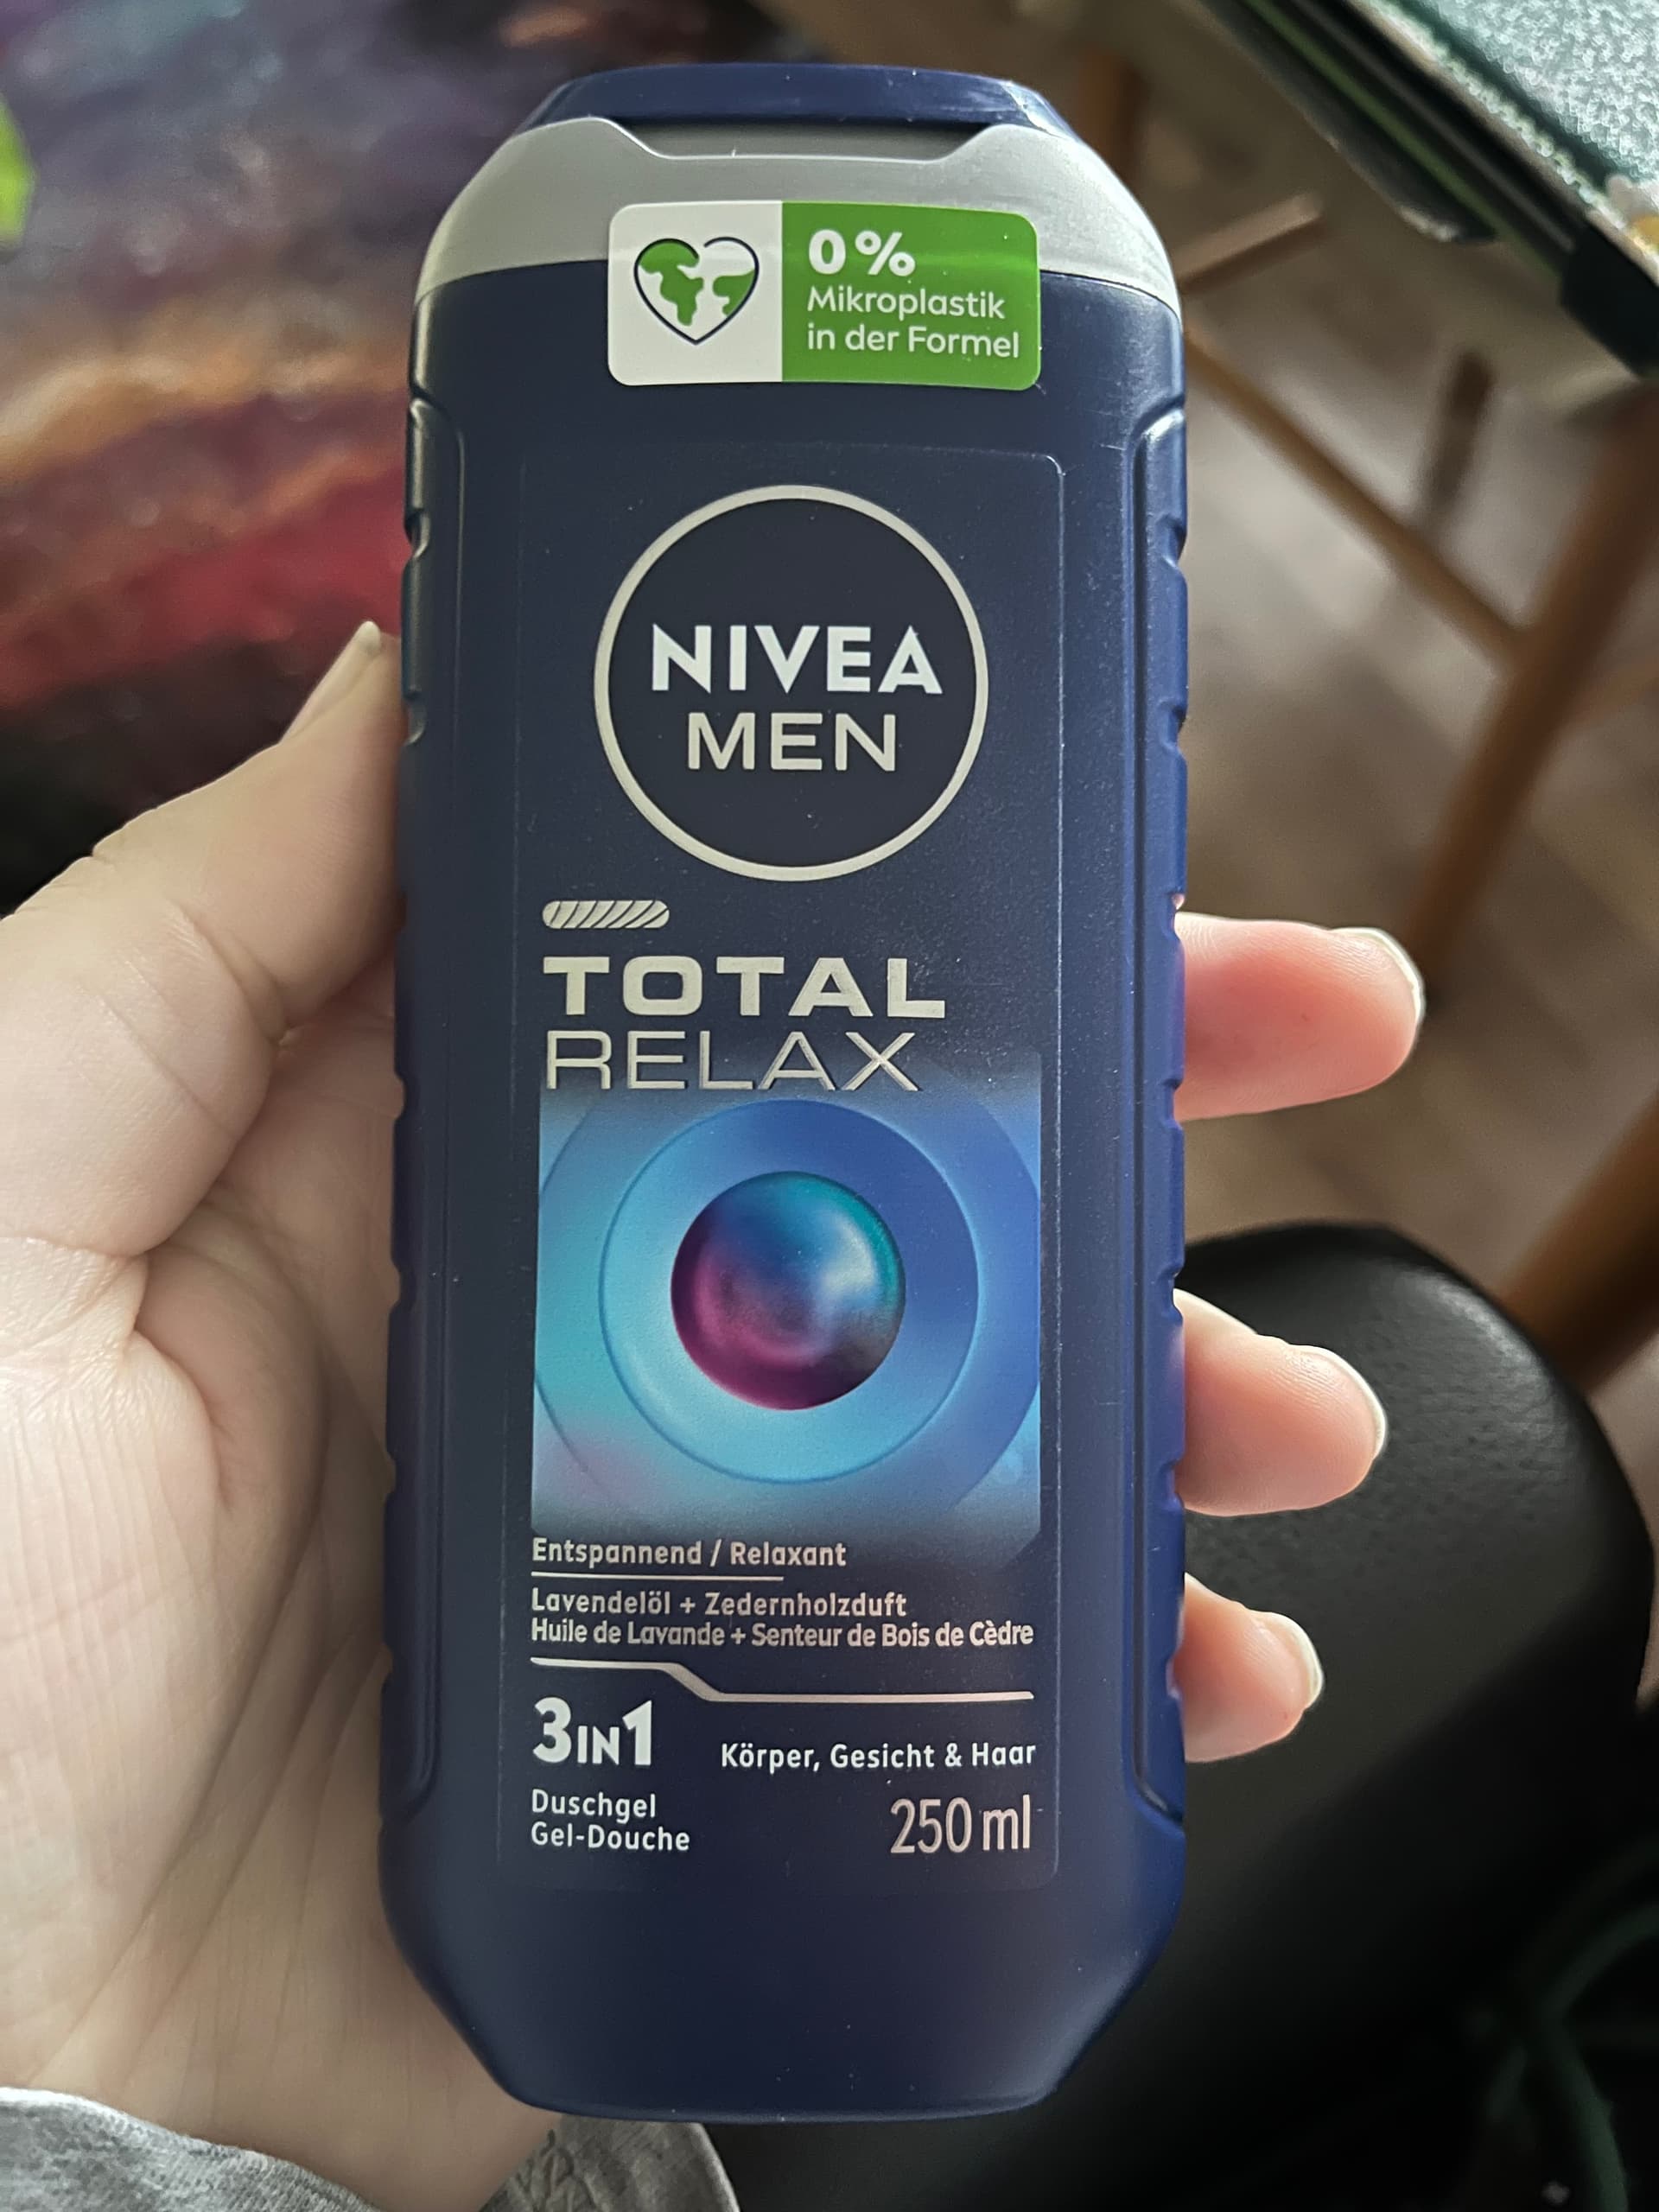 0%
Mikroplastik
in der Formel
NIVEA
MEN
TOTAL
RELAX
Entspannend / Relaxant
Lavendelöl + Zedernholzduft
Huile de Lavande + Senteur de Bois de Cèdre
3IN1
Körper, Gesicht & Haar
Duschgel
Gel-Douche
250 ml